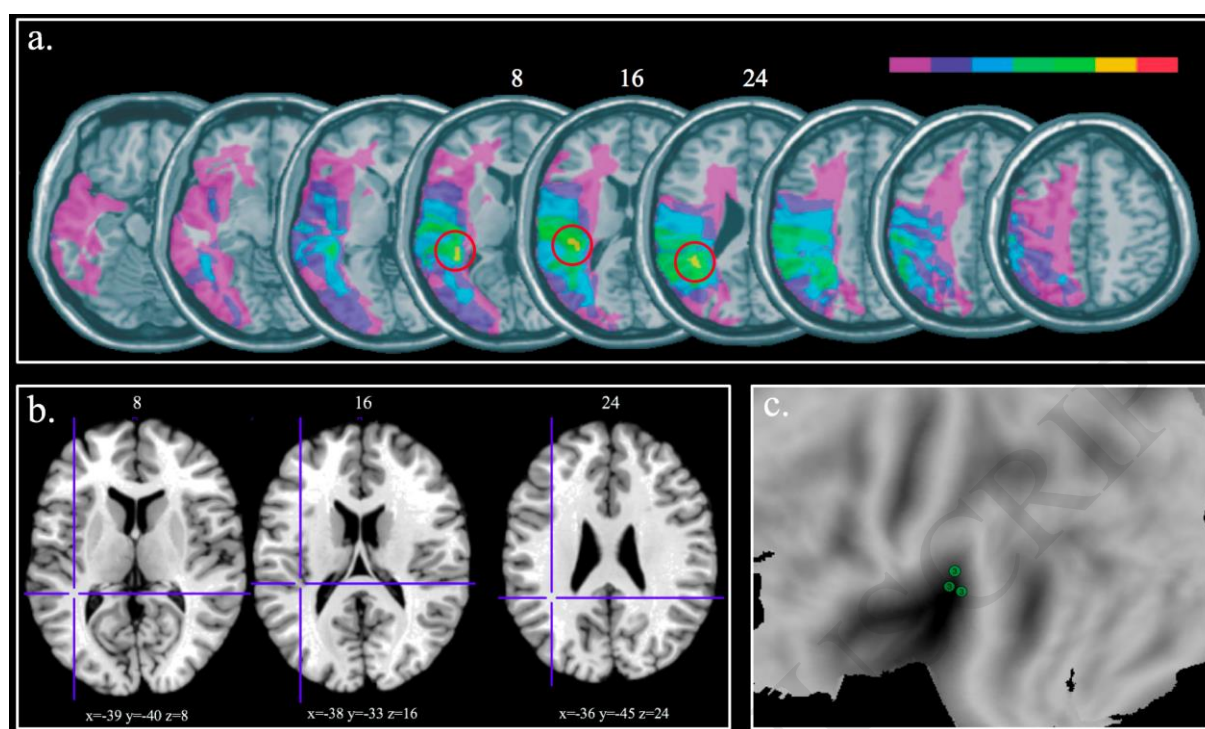 a.
8 16 24
b.
8 16 24
x=-39 y=-40 z=8 x=-38 y=-33 z=16 x=-36 y=-45 z=24
c.